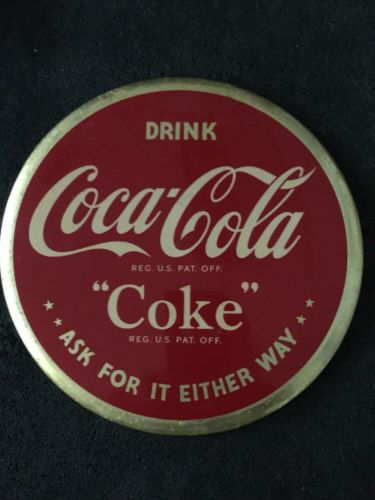 DRINK
Coca-Cola
REG. U.S. PAT. OFF.
"Coke"
REG. U.S. PAT. OFF.
★★ ASK FOR IT EITHER WAY ★★